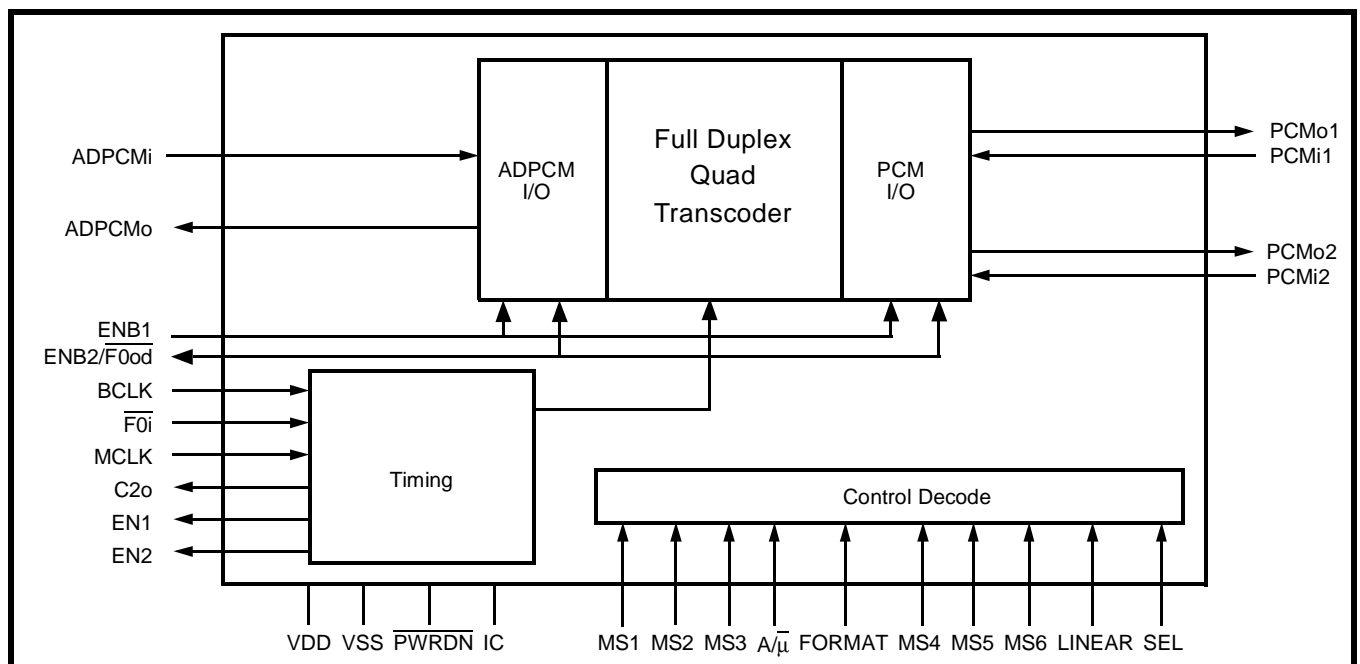 ADPCMi
ADPCMo
ENB1
ENB2/F0od
BCLK
F0i
MCLK
C2o
EN1
EN2
ADPCM
I/O
Full Duplex
Quad
Transcoder
PCM
I/O
PCMo1
PCMi1
PCMo2
PCMi2
Timing
Control Decode
VDD VSS PWRDN IC MS1 MS2 MS3 A/μ FORMAT MS4 MS5 MS6 LINEAR SEL